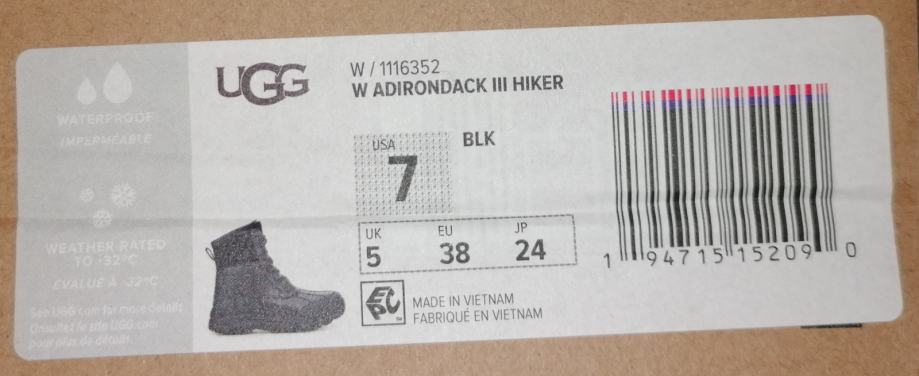 WATERPROOF
IMPERMÉABLE
WEATHER RATED
TO -32°C
ÉVALUÉ À -32°C
See UGG.com for more details
Consultez le site UGG.com
pour plus de détails
UGG
W / 1116352
W ADIRONDACK III HIKER
USA
7
BLK
UK
5
EU
38
JP
24
EPC
MADE IN VIETNAM
FABRIQUÉ EN VIETNAM
1 94715 15209 0